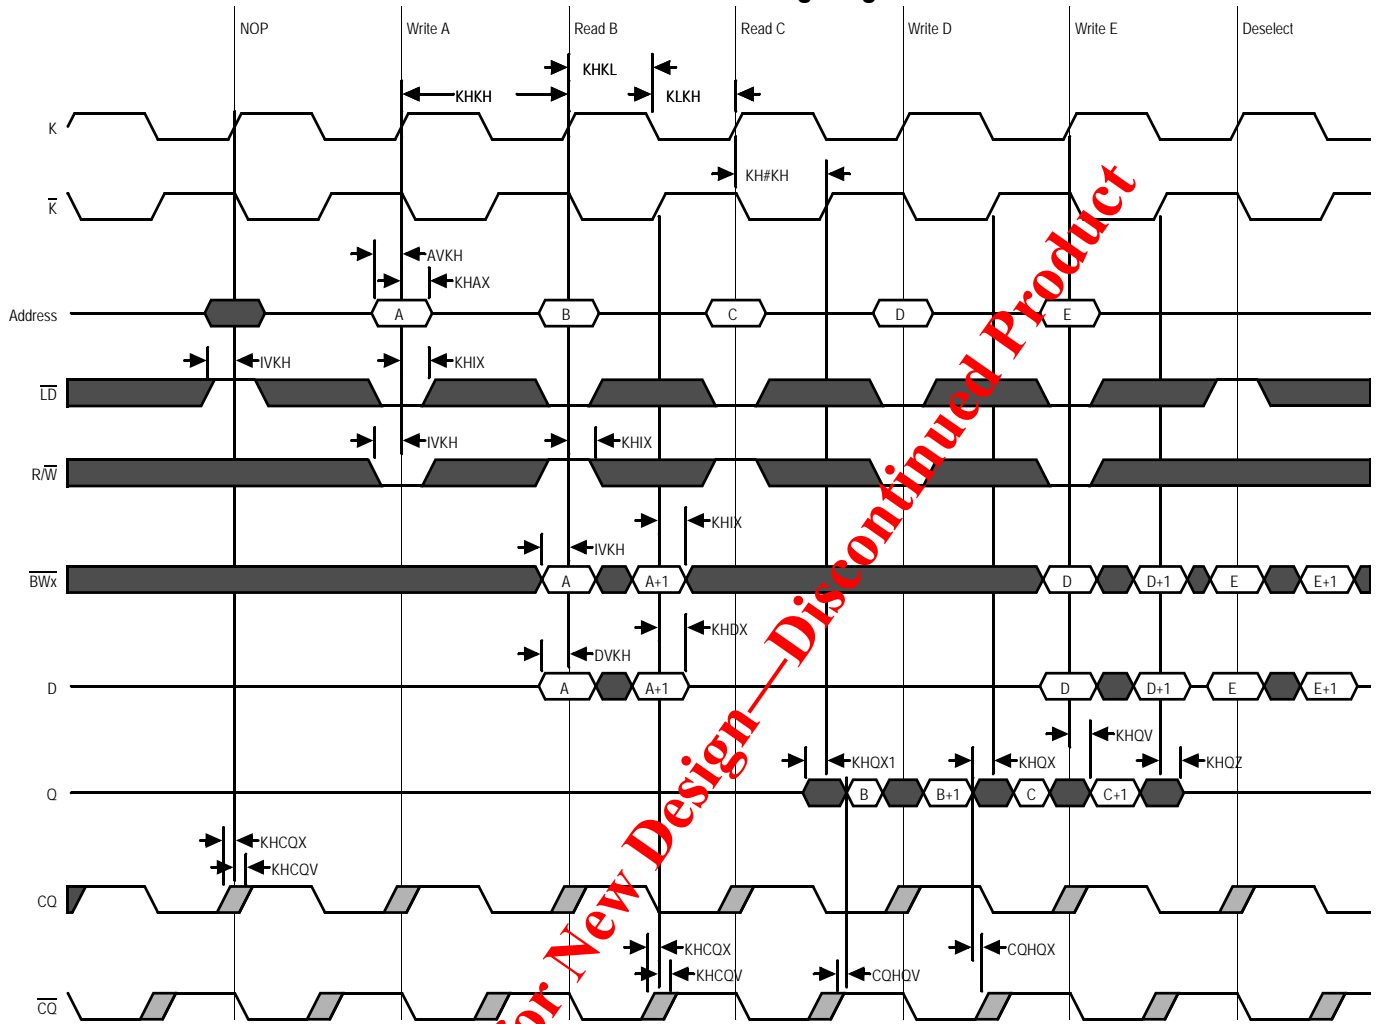 NOP Write A Read B Read C Write D Write E Deselect
KHKL
KHKH KLKH
K
KH#KH
K
AVKH
KHAX
Address A B C D E
IVKH KHIX
LD
IVKH KHIX
R/W
KHIX
IVKH
BWx A A+1 D D+1 E E+1
KHDX
DVKH
D A A+1 D D+1 E E+1
KHQV
KHQX1 KHQX KHQZ
Q B B+1 C C+1
KHCQX
KHCQV
CQ
KHCQX CQHQX
KHCQV CQHQV
CQ
for New Design—Discontinued Product